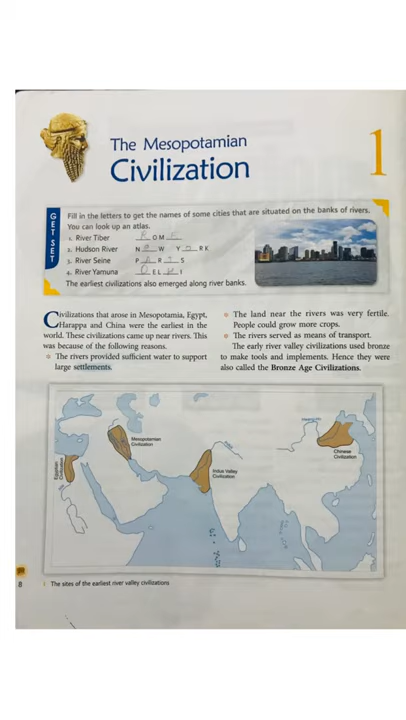 The Mesopotamian
Civilization
1
GET SET
Fill in the letters to get the names of some cities that are situated on the banks of rivers.
You can look up an atlas.
1. River Tiber R O M E
2. Hudson River N e W Y o R K
3. River Seine P A R I S
4. River Yamuna D E L H I
The earliest civilizations also emerged along river banks.
Civilizations that arose in Mesopotamia, Egypt,
Harappa and China were the earliest in the
world. These civilizations came up near rivers. This
was because of the following reasons.
The rivers provided sufficient water to support
large settlements.
The land near the rivers was very fertile.
People could grow more crops.
The rivers served as means of transport.
The early river valley civilizations used bronze
to make tools and implements. Hence they were
also called the Bronze Age Civilizations.
Egyptian
Civilization
Mesopotamian
Civilization
Indus Valley
Civilization
Chinese
Civilization
The sites of the earliest river valley civilizations
8